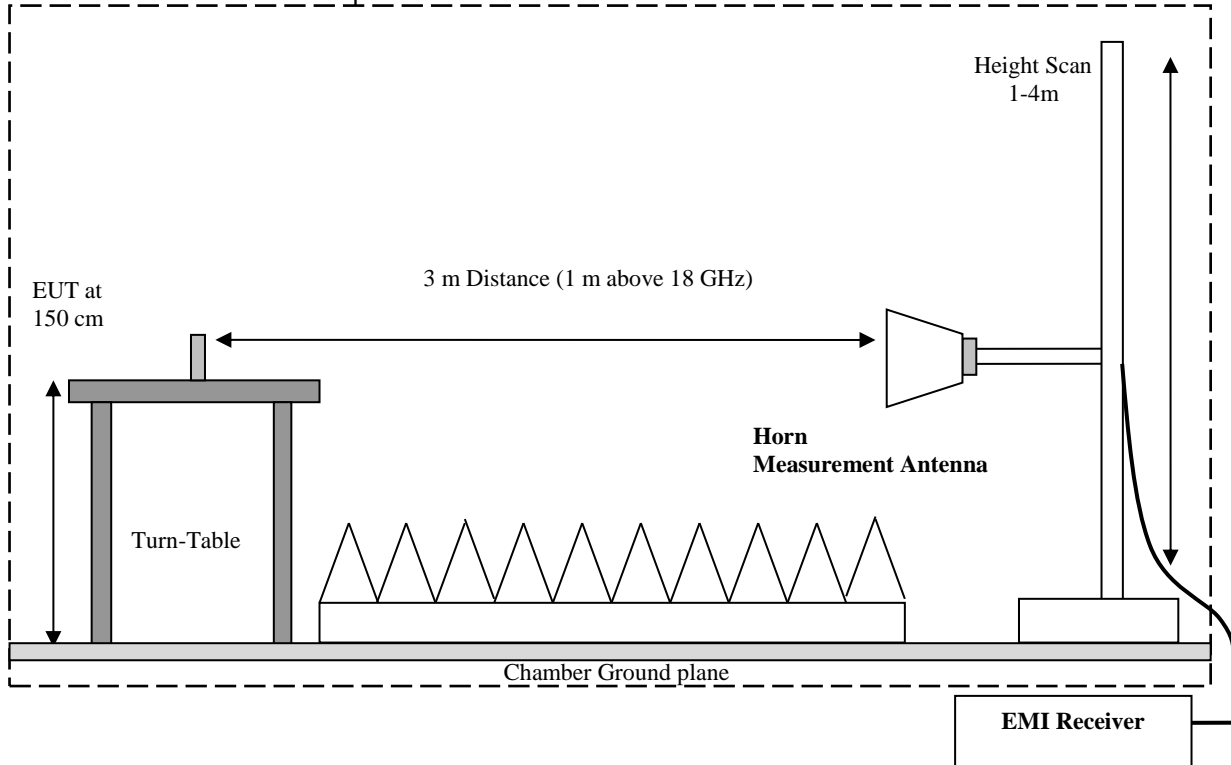 Height Scan
1-4m
3 m Distance (1 m above 18 GHz)
EUT at
150 cm
Horn
Measurement Antenna
Turn-Table
Chamber Ground plane
EMI Receiver